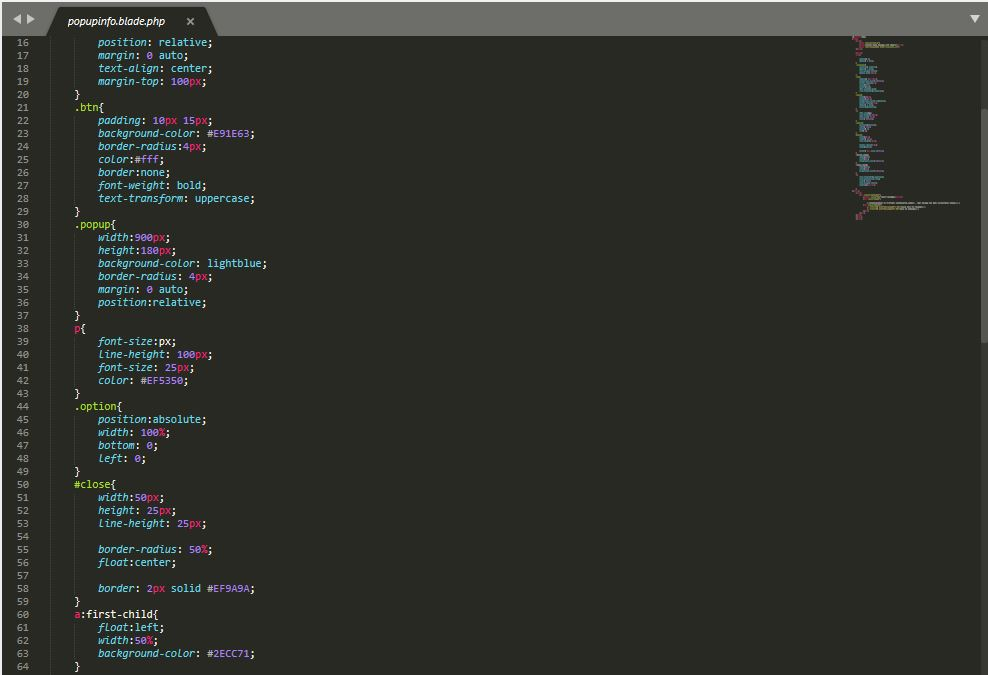 popupinfo.blade.php ×
16 position: relative;
17 margin: 0 auto;
18 text-align: center;
19 margin-top: 100px;
20 }
21 .btn{
22 padding: 10px 15px;
23 background-color: #E91E63;
24 border-radius:4px;
25 color:#fff;
26 border:none;
27 font-weight: bold;
28 text-transform: uppercase;
29 }
30 .popup{
31 width:900px;
32 height:180px;
33 background-color: lightblue;
34 border-radius: 4px;
35 margin: 0 auto;
36 position:relative;
37 }
38 p{
39 font-size:px;
40 line-height: 100px;
41 font-size: 25px;
42 color: #EF5350;
43 }
44 .option{
45 position:absolute;
46 width: 100%;
47 bottom: 0;
48 left: 0;
49 }
50 #close{
51 width:50px;
52 height: 25px;
53 line-height: 25px;
54
55 border-radius: 50%;
56 float:center;
57
58 border: 2px solid #EF9A9A;
59 }
60 a:first-child{
61 float:left;
62 width:50%;
63 background-color: #2ECC71;
64 }